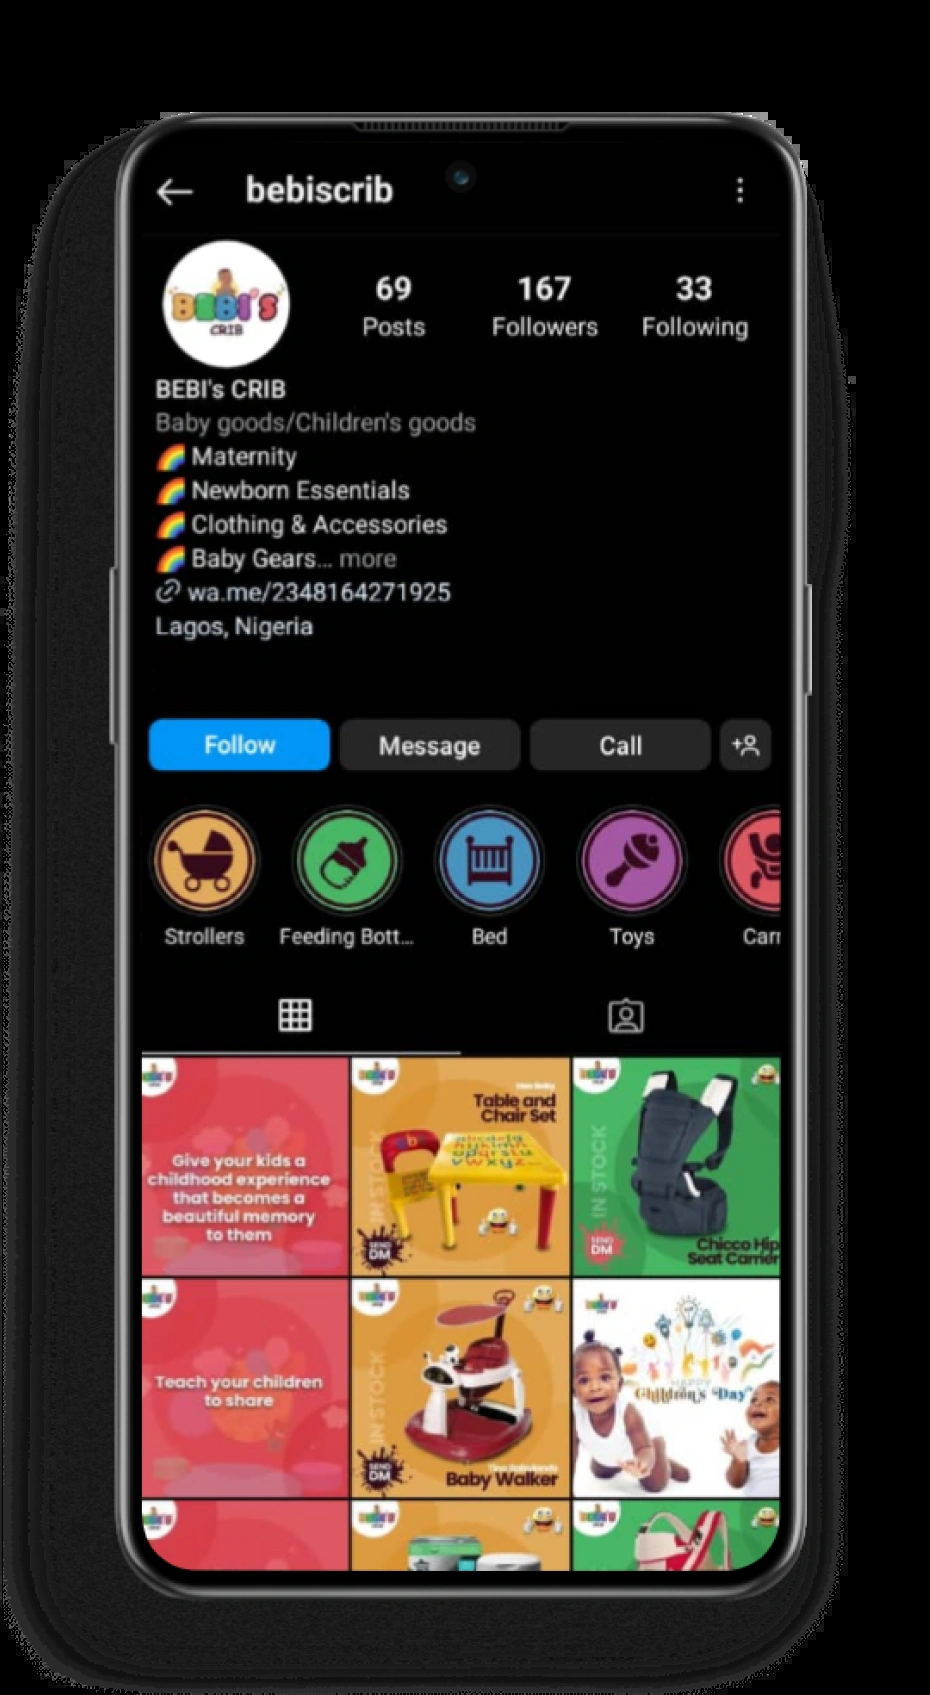 bebiscrib
BEBI'S
CRIB
69
Posts
167
Followers
33
Following
BEBI's CRIB
Baby goods/Children's goods
🌈 Maternity
🌈 Newborn Essentials
🌈 Clothing & Accessories
🌈 Baby Gears... more
wa.me/2348164271925
Lagos, Nigeria
Follow
Message
Call
Strollers
Feeding Bott...
Bed
Toys
Carr
Give your kids a
childhood experience
that becomes a
beautiful memory
to them
Table and
Chair Set
IN STOCK
SEND
DM
IN STOCK
SEND
DM
Chicco Hip
Seat Carrier
Teach your children
to share
IN STOCK
SEND
DM
Baby Walker
HAPPY
Children's Day